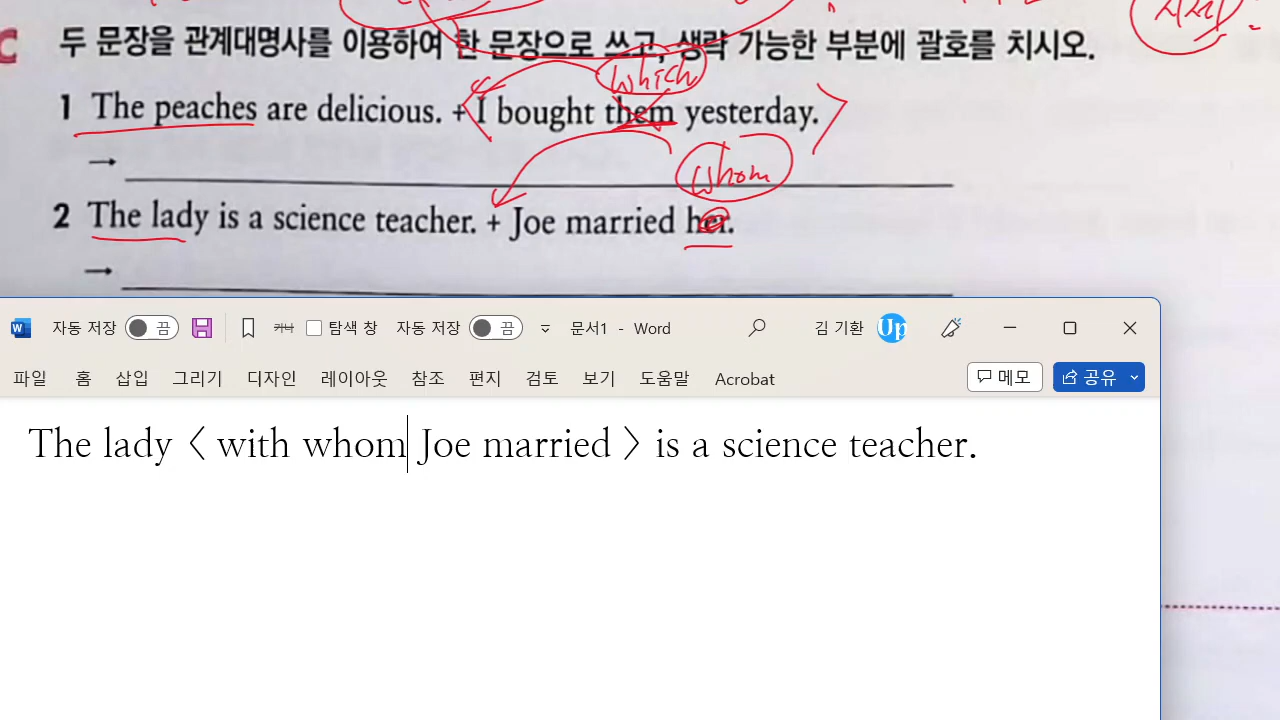 사선
C 두 문장을 관계대명사를 이용하여 한 문장으로 쓰고, 생략 가능한 부분에 괄호를 치시오.
which
1 The peaches are delicious. + I bought them yesterday.
→
whom
2 The lady is a science teacher. + Joe married her.
→
자동 저장 끔 가나 탐색 창 자동 저장 끔 문서1 - Word 김 기환 Up
파일 홈 삽입 그리기 디자인 레이아웃 참조 편지 검토 보기 도움말 Acrobat 메모 공유
The lady < with whom Joe married > is a science teacher.